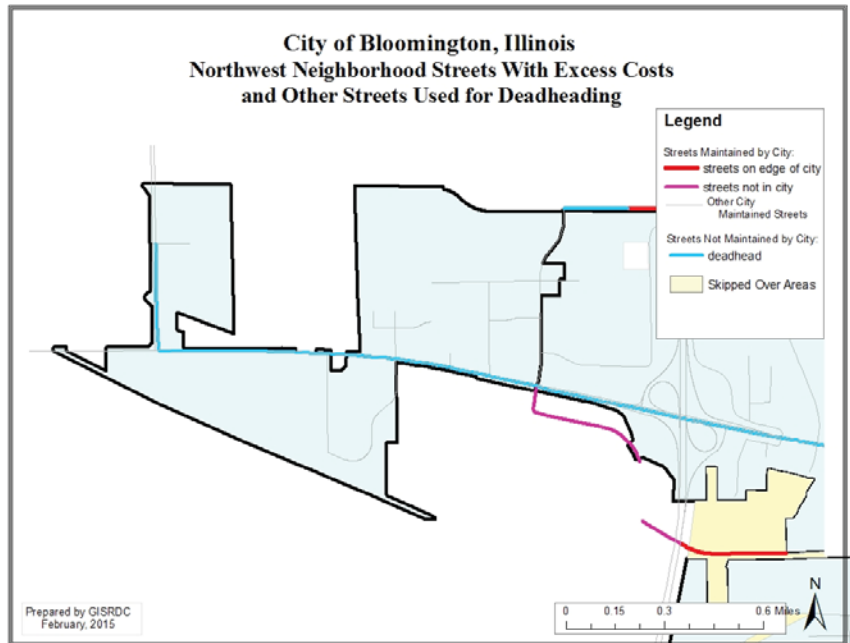 City of Bloomington, Illinois
Northwest Neighborhood Streets With Excess Costs
and Other Streets Used for Deadheading
Legend
Streets Maintained by City:
streets on edge of city
streets not in city
Other City
Maintained Streets
Streets Not Maintained by City:
deadhead
Skipped Over Areas
Prepared by GISRDC
February, 2015
N
0 0.15 0.3 0.6 Miles